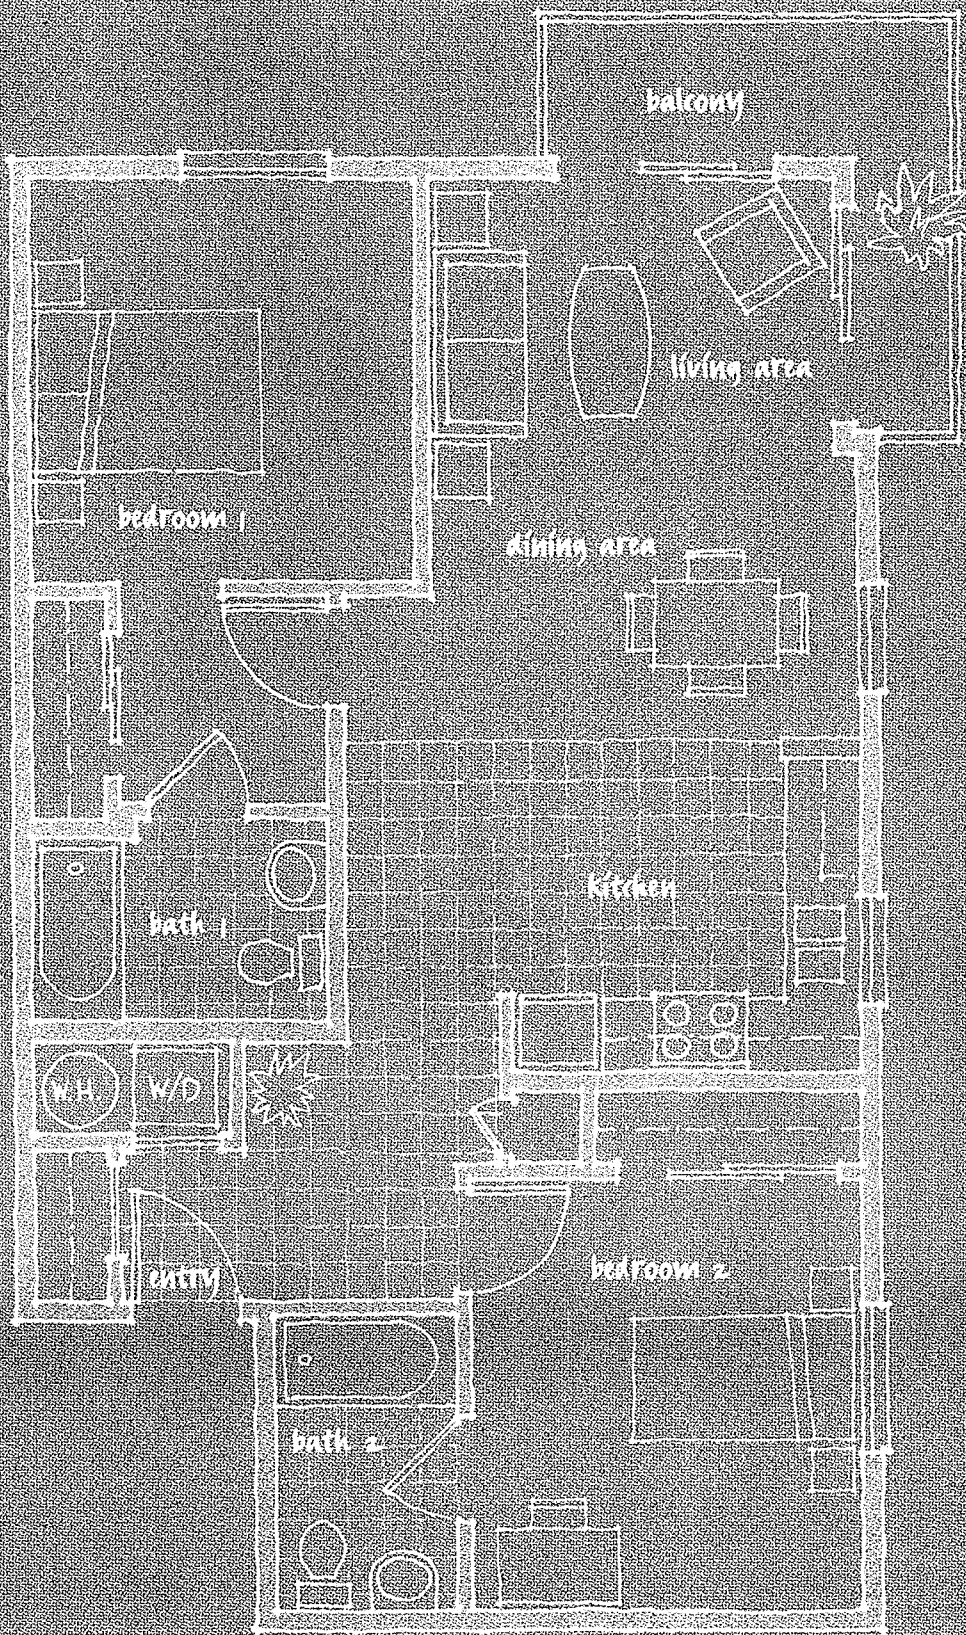 balcony
living area
bedroom 1
dining area
kitchen
bath 1
W.H.
W/D
entry
bedroom 2
bath 2